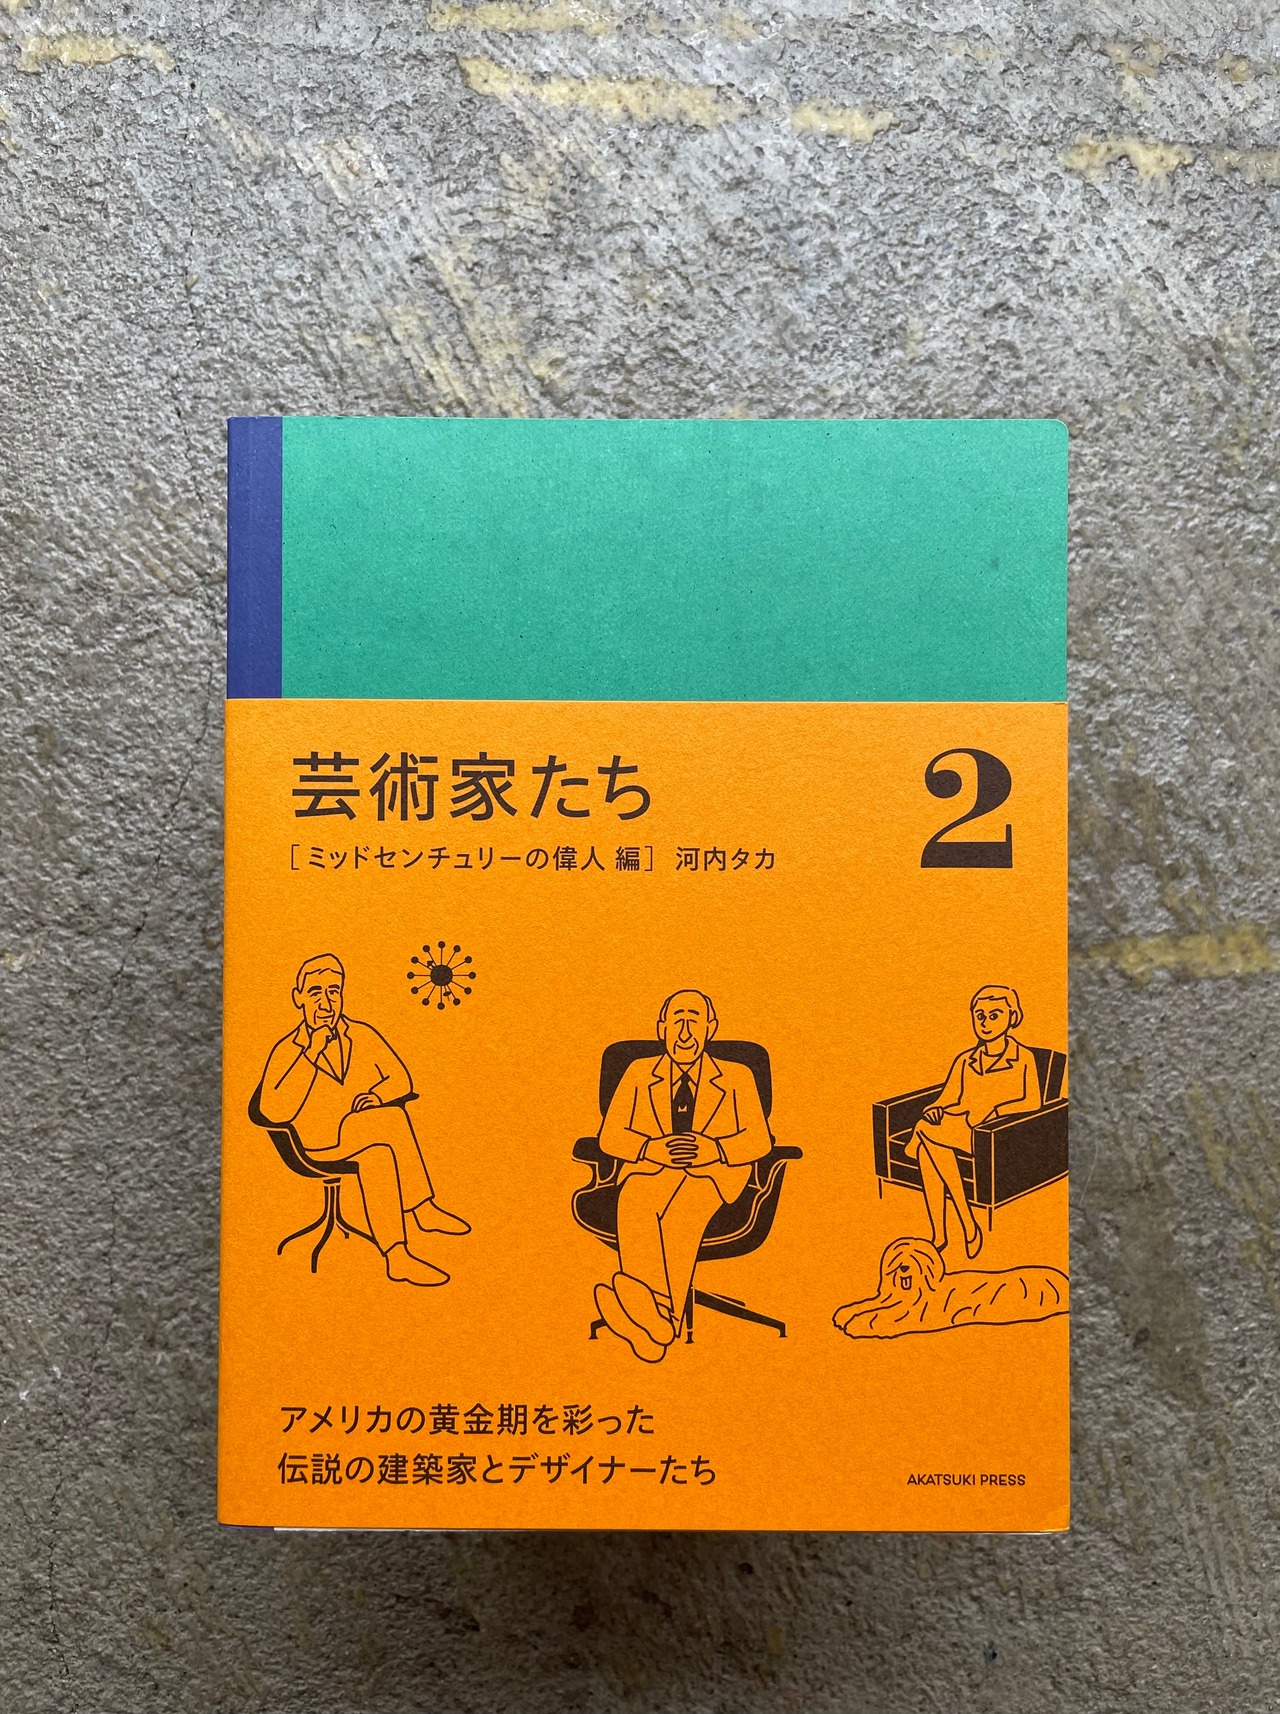 芸術家たち
2
［ミッドセンチュリーの偉人 編］ 河内タカ
アメリカの黄金期を彩った
伝説の建築家とデザイナーたち
AKATSUKI PRESS